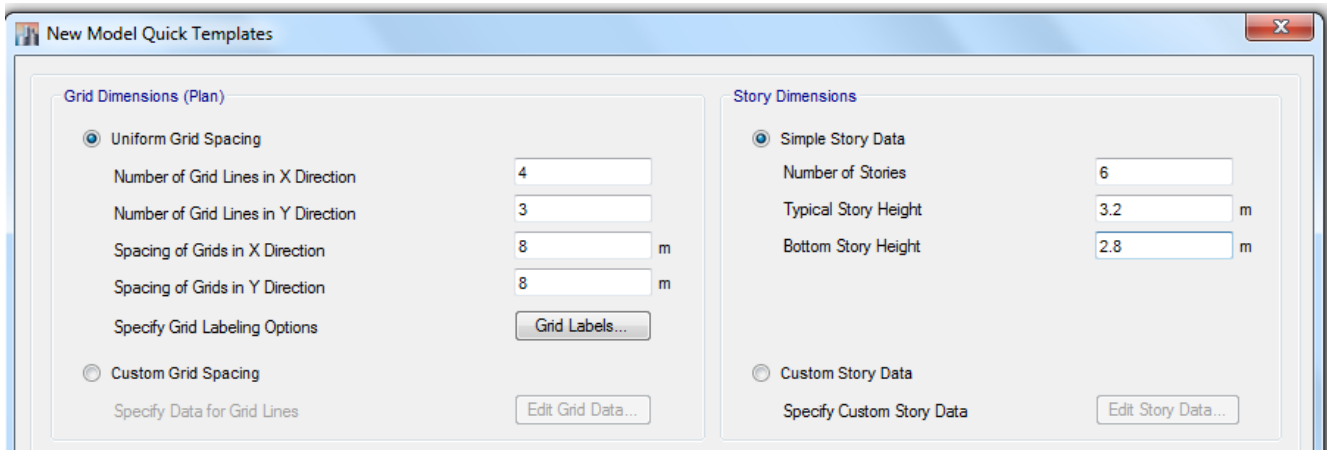 New Model Quick Templates
Grid Dimensions (Plan)
Uniform Grid Spacing
Number of Grid Lines in X Direction 4
Number of Grid Lines in Y Direction 3
Spacing of Grids in X Direction 8 m
Spacing of Grids in Y Direction 8 m
Specify Grid Labeling Options Grid Labels...
Custom Grid Spacing
Specify Data for Grid Lines Edit Grid Data...
Story Dimensions
Simple Story Data
Number of Stories 6
Typical Story Height 3.2 m
Bottom Story Height 2.8 m
Custom Story Data
Specify Custom Story Data Edit Story Data...